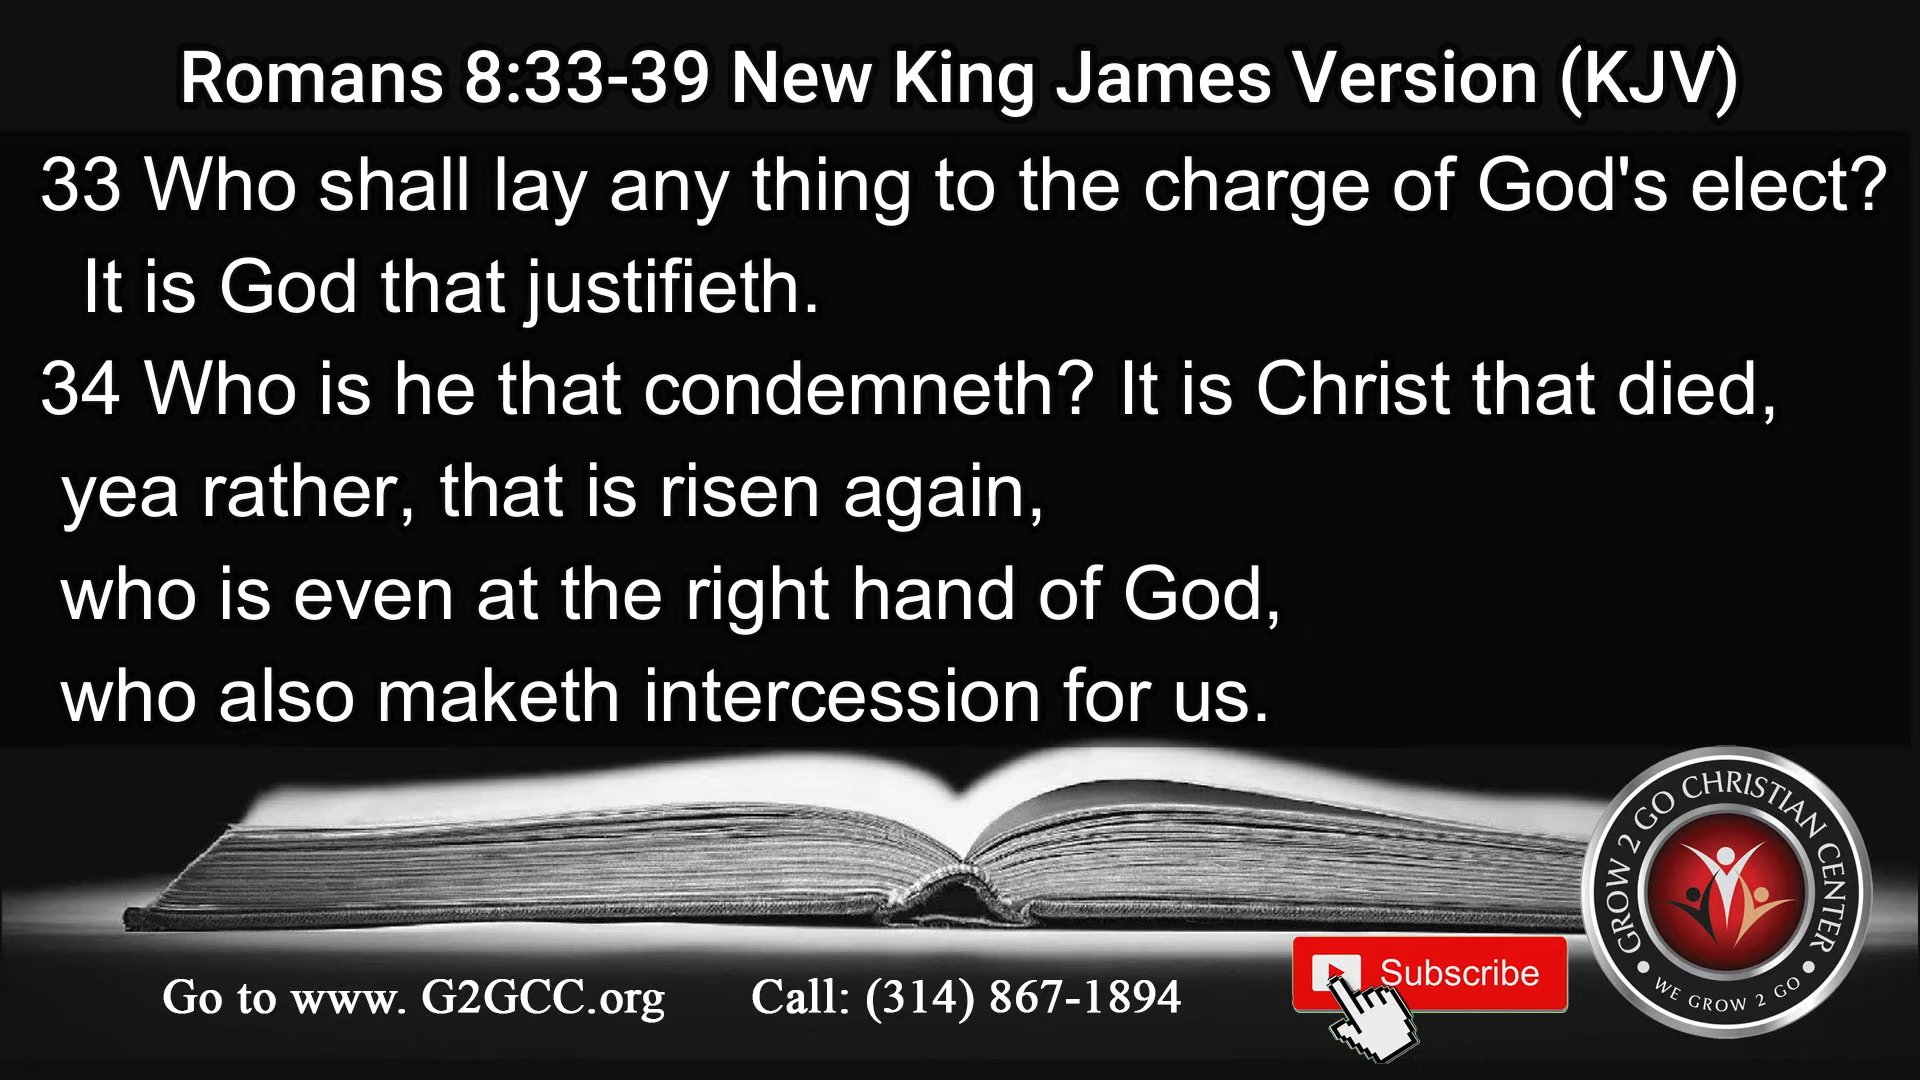 Romans 8:33-39 New King James Version (KJV)
33 Who shall lay any thing to the charge of God's elect?
It is God that justifieth.
34 Who is he that condemneth? It is Christ that died,
yea rather, that is risen again,
who is even at the right hand of God,
who also maketh intercession for us.
GROW 2 GO CHRISTIAN CENTER
WE GROW 2 GO
Subscribe
Go to www. G2GCC.org Call: (314) 867-1894